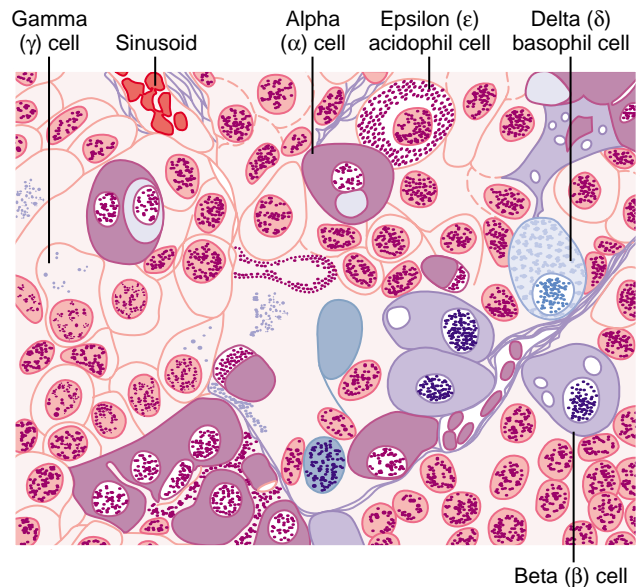 Gamma
(γ) cell
Sinusoid
Alpha
(α) cell
Epsilon (ε)
acidophil cell
Delta (δ)
basophil cell
Beta (β) cell